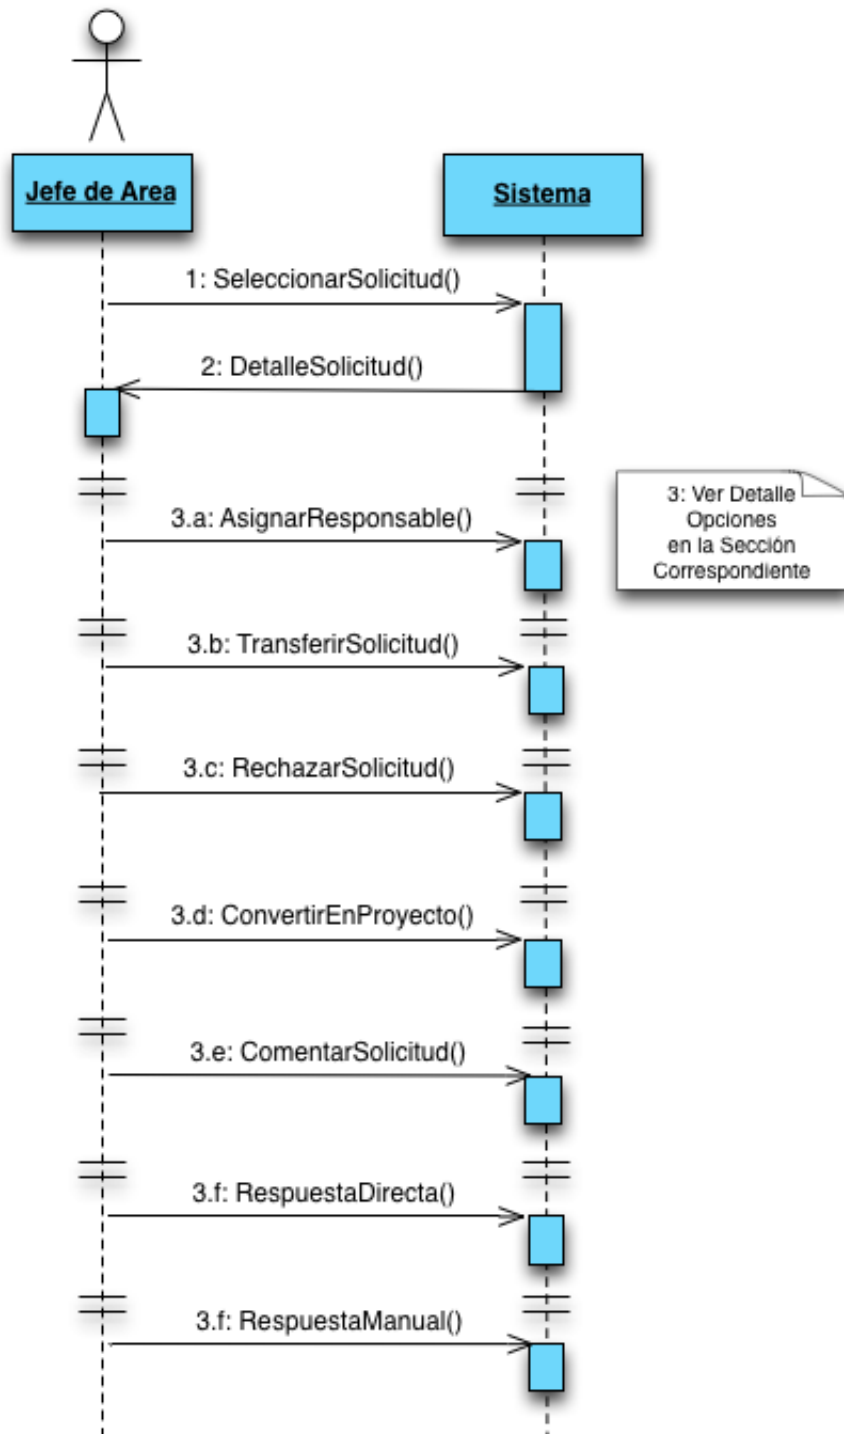 Jefe de Area
Sistema
1: SeleccionarSolicitud()
2: DetalleSolicitud()
3: Ver Detalle
Opciones
en la Sección
Correspondiente
3.a: AsignarResponsable()
3.b: TransferirSolicitud()
3.c: RechazarSolicitud()
3.d: ConvertirEnProyecto()
3.e: ComentarSolicitud()
3.f: RespuestaDirecta()
3.f: RespuestaManual()